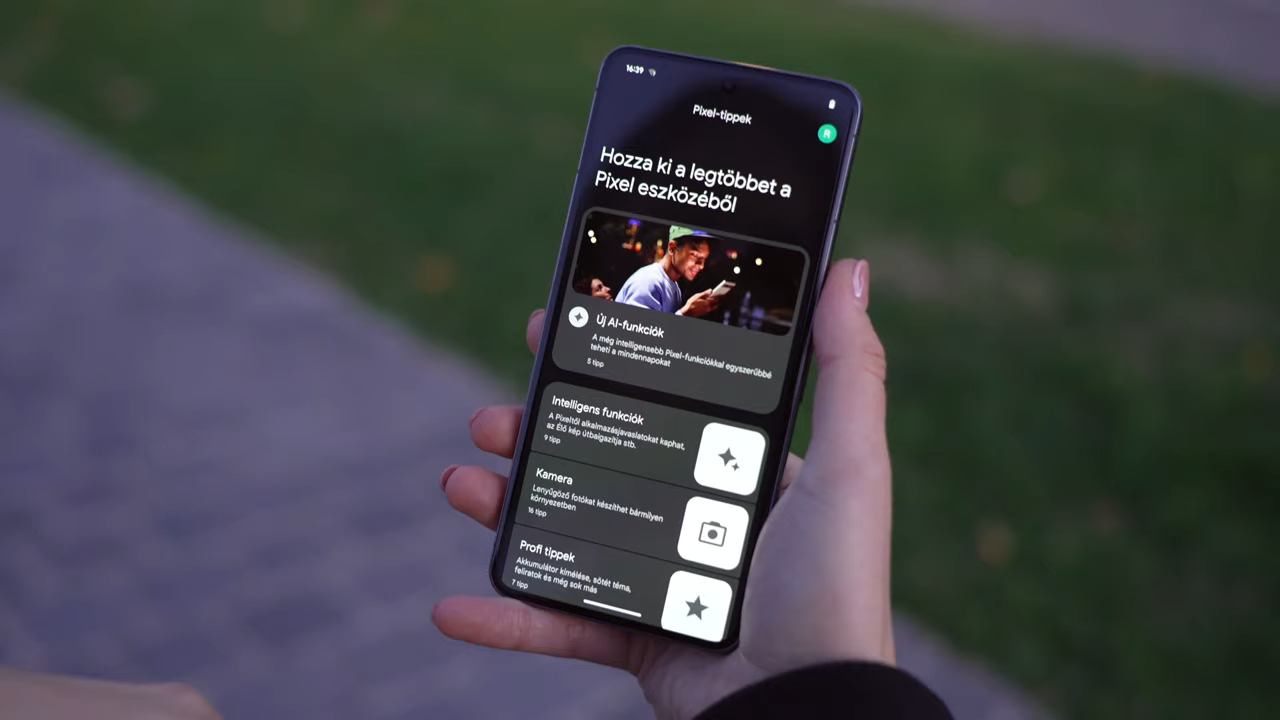 16:39
Pixel-tippek
R
Hozza ki a legtöbbet a
Pixel eszközéből
Új AI-funkciók
A még intelligensebb Pixel-funkciókkal egyszerűbbé
teheti a mindennapokat
5 tipp
Intelligens funkciók
A Pixeltől alkalmazásjavaslatokat kaphat,
az Élő kép útbaigazítja stb.
9 tipp
Kamera
Lenyűgöző fotókat készíthet bármilyen
környezetben
16 tipp
Profi tippek
Akkumulátor kímélése, sötét téma,
feliratok és még sok más
7 tipp